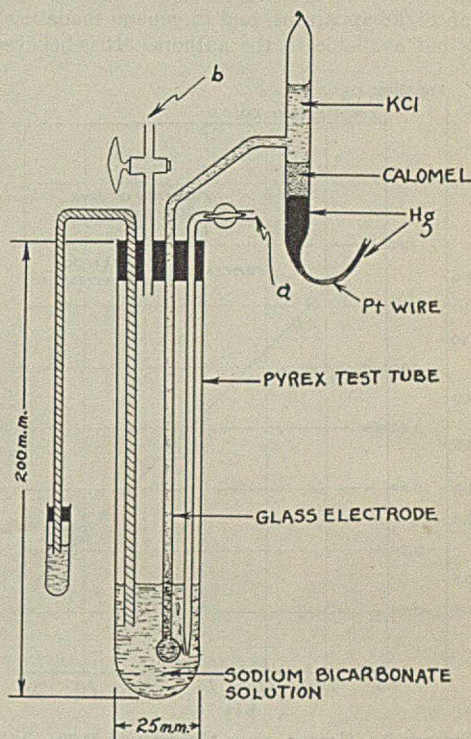 b
KCl
CALOMEL
Hg
a
Pt WIRE
PYREX TEST TUBE
200 m.m.
GLASS ELECTRODE
SODIUM BICARBONATE
SOLUTION
25 m.m.